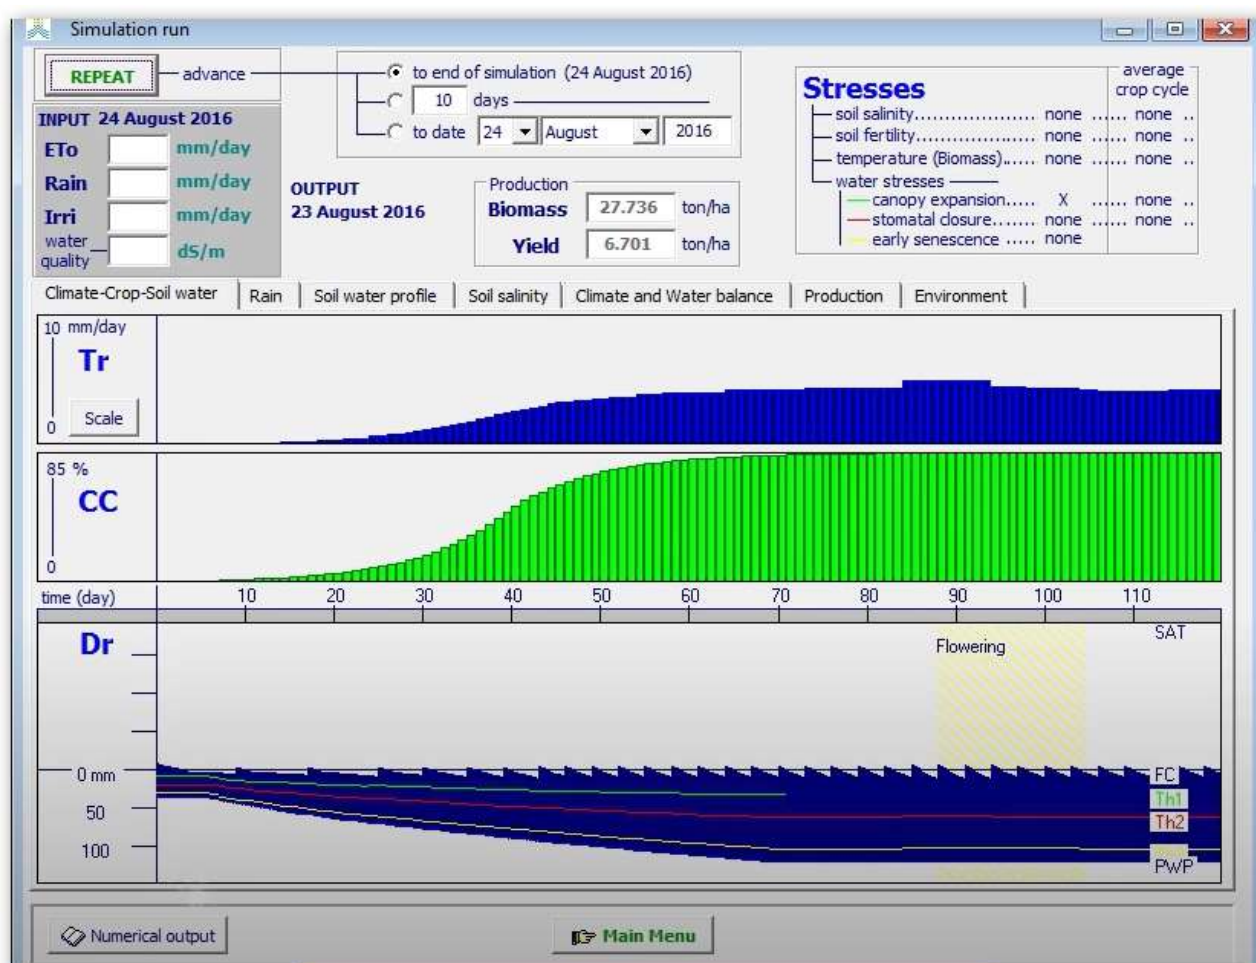 Simulation run
REPEAT
advance
to end of simulation (24 August 2016)
10 days
to date 24 August 2016
INPUT 24 August 2016
ETo mm/day
Rain mm/day
Irri mm/day
water quality dS/m
OUTPUT
23 August 2016
Production
Biomass 27.736 ton/ha
Yield 6.701 ton/ha
Stresses
average
crop cycle
soil salinity...................... none ...... none ..
soil fertility...................... none ...... none ..
temperature (Biomass)...... none ...... none ..
water stresses
canopy expansion..... X ...... none ..
stomatal closure....... none ...... none ..
early senescence ..... none
Climate-Crop-Soil water Rain Soil water profile Soil salinity Climate and Water balance Production Environment
10 mm/day
Tr
Scale
0
85 %
CC
0
time (day) 10 20 30 40 50 60 70 80 90 100 110
Dr
SAT
Flowering
0 mm
FC
Th1
50
Th2
100
PWP
Numerical output
Main Menu